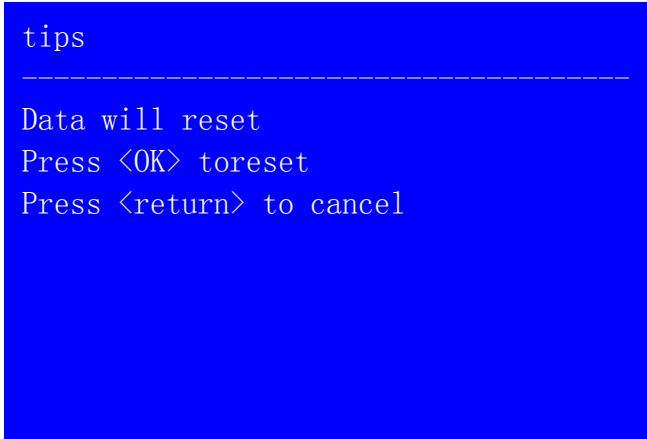 tips
--------------------------------------
Data will reset
Press <OK> toreset
Press <return> to cancel